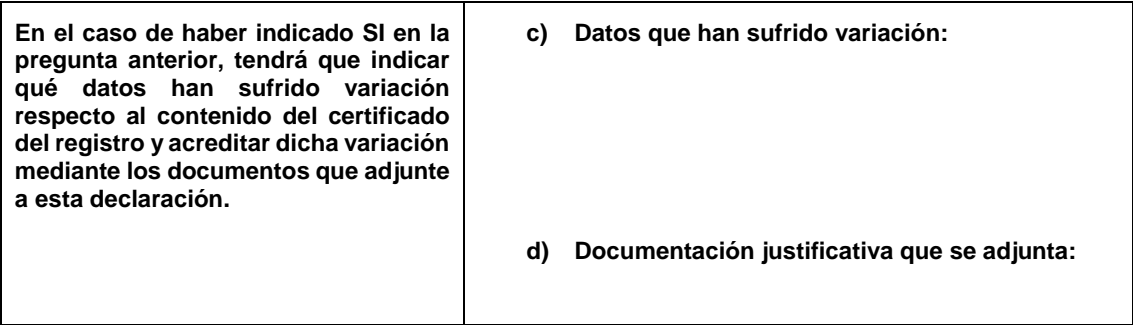 En el caso de haber indicado SI en la
pregunta anterior, tendrá que indicar
qué datos han sufrido variación
respecto al contenido del certificado
del registro y acreditar dicha variación
mediante los documentos que adjunte
a esta declaración.
c) Datos que han sufrido variación:
d) Documentación justificativa que se adjunta: